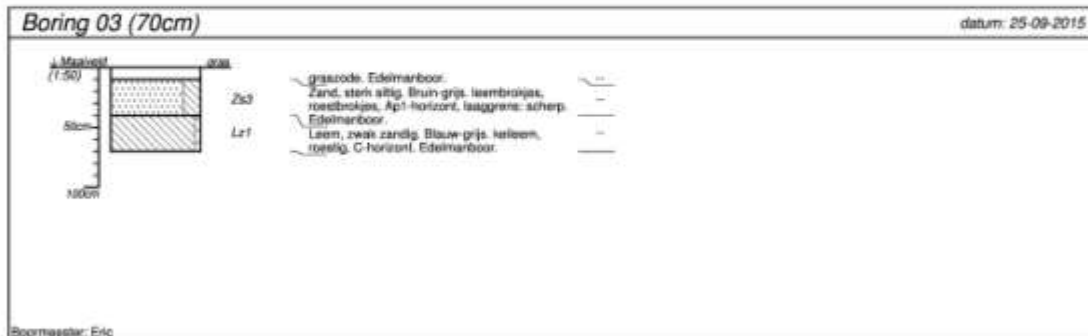 Boring 03 (70cm)
datum: 25-09-2015
↓ Maaiveld
gras
(1:50)
graszode. Edelmanboor.
--
Zs3
Zand, sterk siltig. Bruin-grijs. leembrokjes,
--
roestbrokjes, Ap1-horizont, laaggrens: scherp.
50cm
Edelmanboor.
Lz1
Leem, zwak zandig. Blauw-grijs. keileem,
--
roestig, C-horizont. Edelmanboor.
100cm
Boormeester: Eric